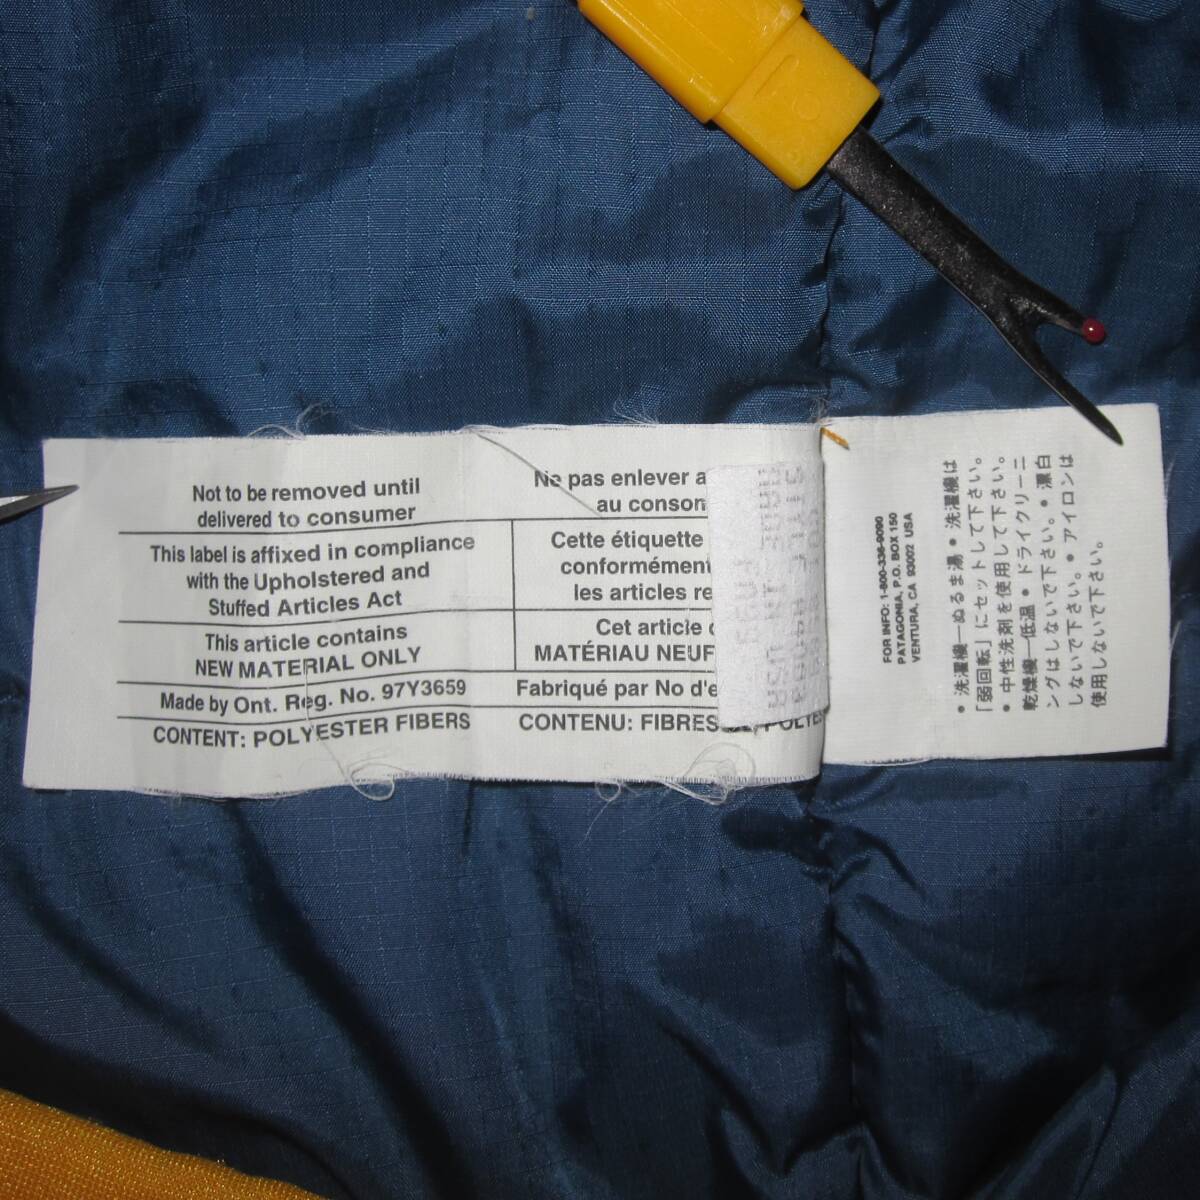 Not to be removed until
delivered to consumer
This label is affixed in compliance
with the Upholstered and
Stuffed Articles Act
This article contains
NEW MATERIAL ONLY
Made by Ont. Reg. No. 97Y3659
CONTENT: POLYESTER FIBERS
Ne pas enlever
au
Cette étiquette
les articles
Cet article
MATÉRIAU NEUF
Fabriqué par No
CONTENU: FIBRES
FOR INFO: 1-800-336-9090
PATAGONIA, P.O. BOX 150
VENTURA, CA 93002 USA
• 洗濯機—ぬるま湯 • 洗濯機は
「弱回転」にセットして下さい。
• 中性洗剤を使用して下さい。
乾燥機—低温 • ドライクリーニ
ングはしないで下さい。• 漂白
しないで下さい。• アイロンは
使用しないで下さい。